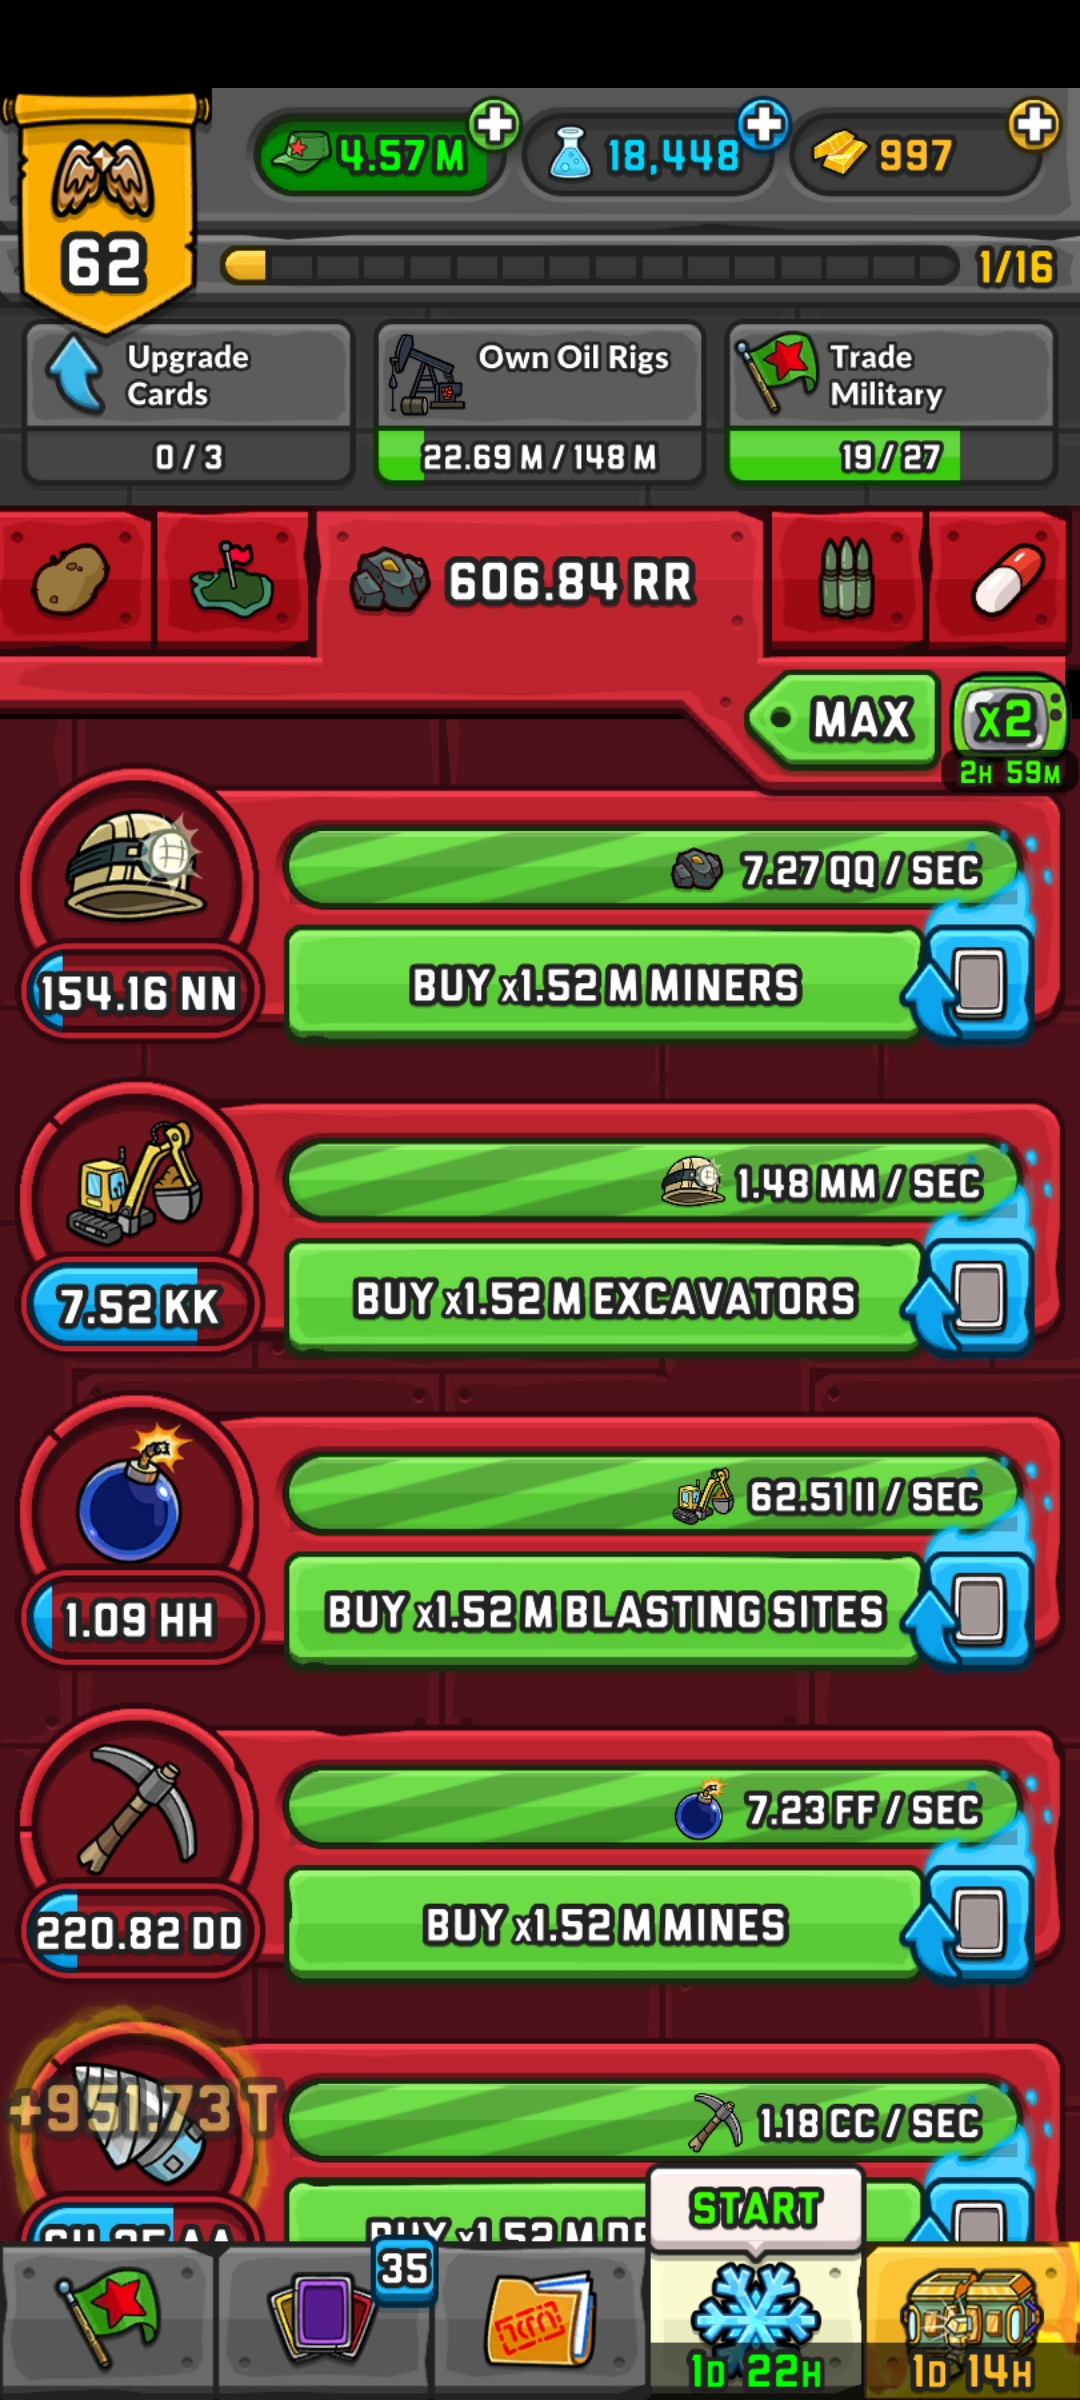 4.57 M
18,448
997
62
1/16
Upgrade
Cards
Own Oil Rigs
Trade
Military
0 / 3
22.69 M / 148 M
19 / 27
606.84 RR
MAX
x2
2H 59M
7.27 QQ / SEC
154.16 NN
BUY x1.52 M MINERS
1.48 MM / SEC
7.52 KK
BUY x1.52 M EXCAVATORS
62.51 II / SEC
1.09 HH
BUY x1.52 M BLASTING SITES
7.23 FF / SEC
220.82 DD
BUY x1.52 M MINES
+951.73 T
1.18 CC / SEC
BUY x1.52 M
START
35
1D 22H
1D 14H